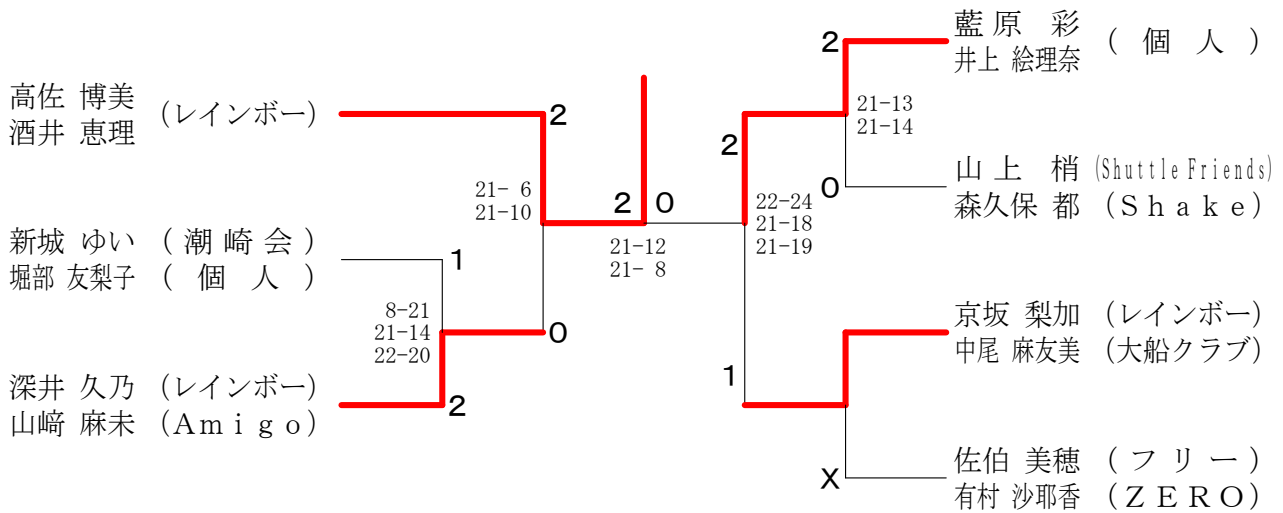 高佐 博美
酒井 恵理
(レインボー)
2
21- 6
21-10
新城 ゆい (潮崎会)
堀部 友梨子 (個人)
1
8-21
21-14
22-20
0
深井 久乃 (レインボー)
山﨑 麻未 (Amigo)
2
2 0
21-12
21- 8
藍原 彩
井上 絵理奈
(個人)
2
21-13
21-14
2
山上 梢 (Shuttle Friends)
森久保 都 (Shake)
0
22-24
21-18
21-19
京坂 梨加 (レインボー)
中尾 麻友美 (大船クラブ)
1
佐伯 美穂 (フリー)
有村 沙耶香 (ZERO)
X